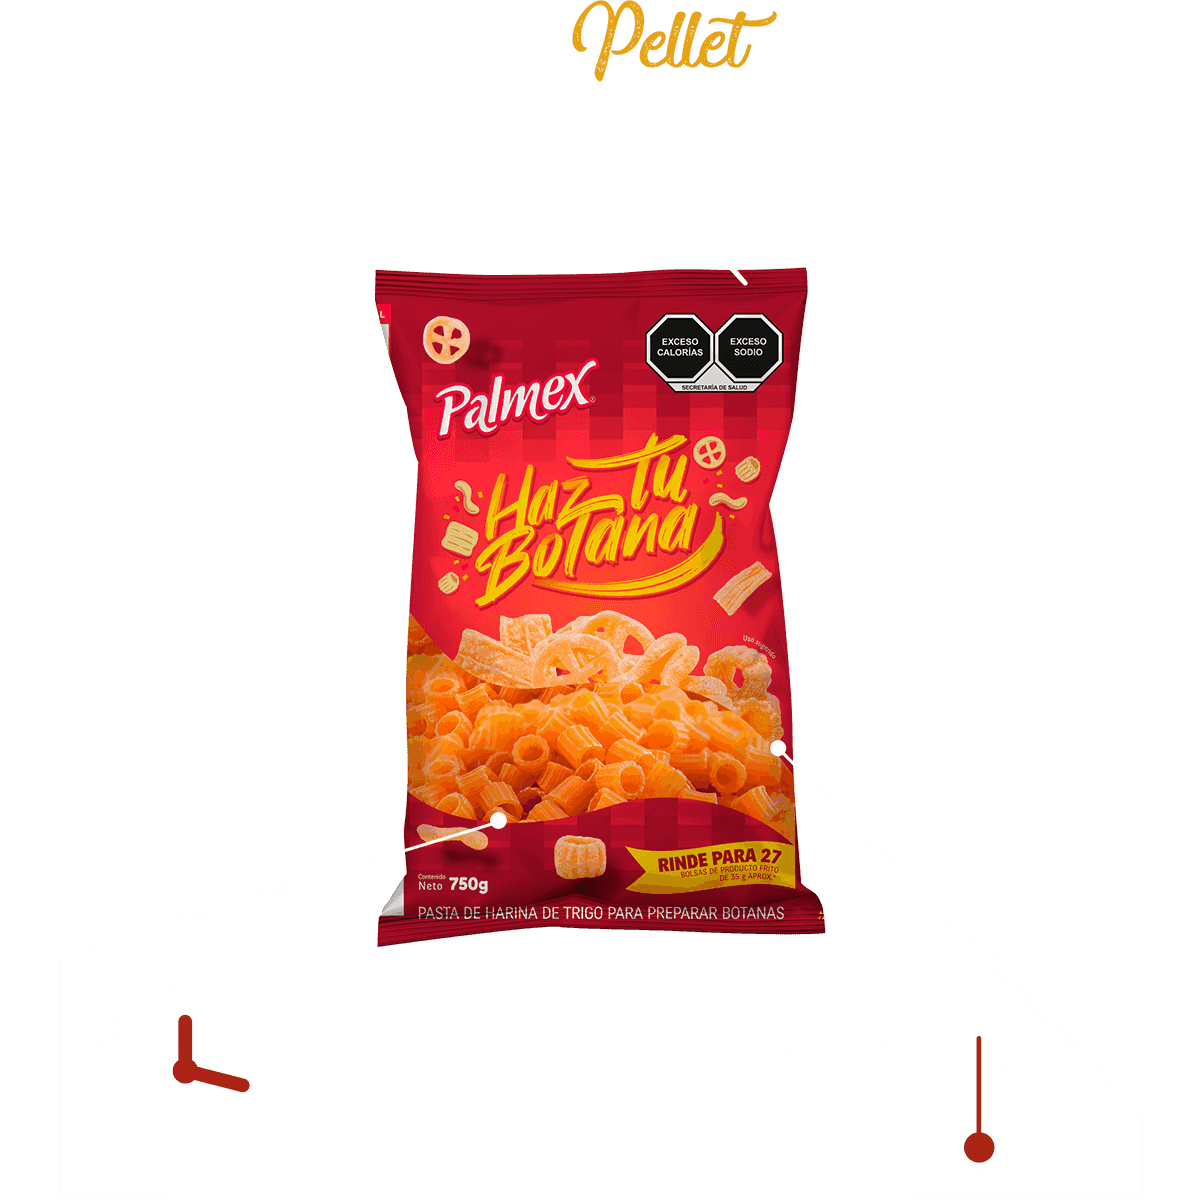 Pellet
L
EXCESO
CALORÍAS
EXCESO
SODIO
SECRETARÍA DE SALUD
Palmex®
Haz Tu
Botana
Uso sugerido
RINDE PARA 27
BOLSAS DE PRODUCTO FRITO
DE 35 g APROX.*
Contenido
Neto 750g
PASTA DE HARINA DE TRIGO PARA PREPARAR BOTANAS